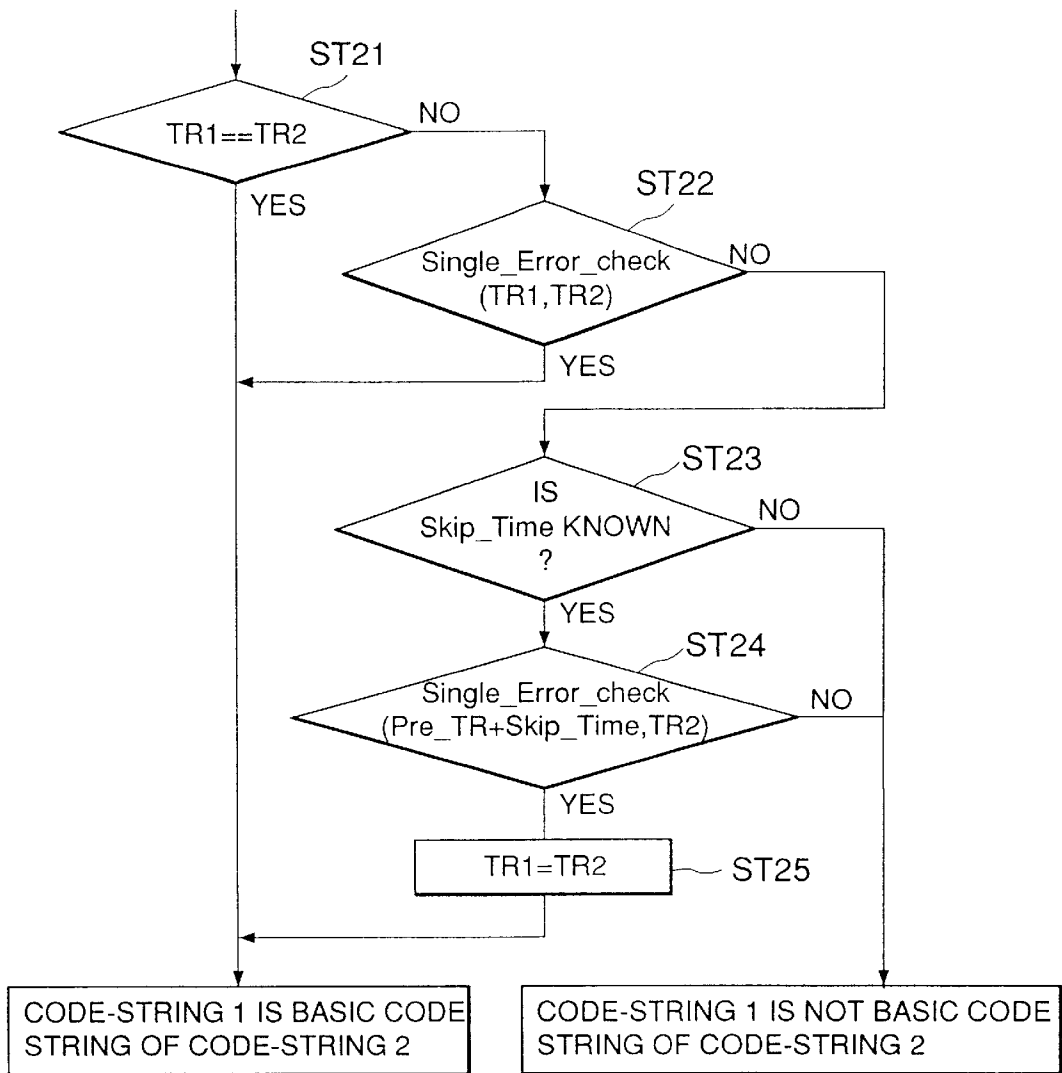 ST21
TR1==TR2
NO
YES
ST22
Single_Error_check
(TR1,TR2)
NO
YES
ST23
IS
Skip_Time KNOWN
?
NO
YES
ST24
Single_Error_check
(Pre_TR+Skip_Time,TR2)
NO
YES
TR1=TR2
ST25
CODE-STRING 1 IS BASIC CODE
STRING OF CODE-STRING 2
CODE-STRING 1 IS NOT BASIC CODE
STRING OF CODE-STRING 2